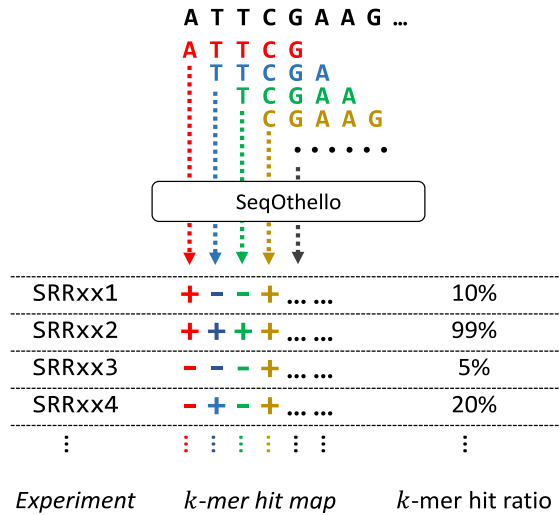 A T T C G A A G …
A T T C G
T T C G A
T C G A A
C G A A G
......
SeqOthello
SRRxx1 + - - + …… 10%
SRRxx2 + + + + …… 99%
SRRxx3 - - - + …… 5%
SRRxx4 - + - + …… 20%
⋮ ⋮ ⋮ ⋮ ⋮ ⋮ ⋮ ⋮
Experiment k-mer hit map k-mer hit ratio